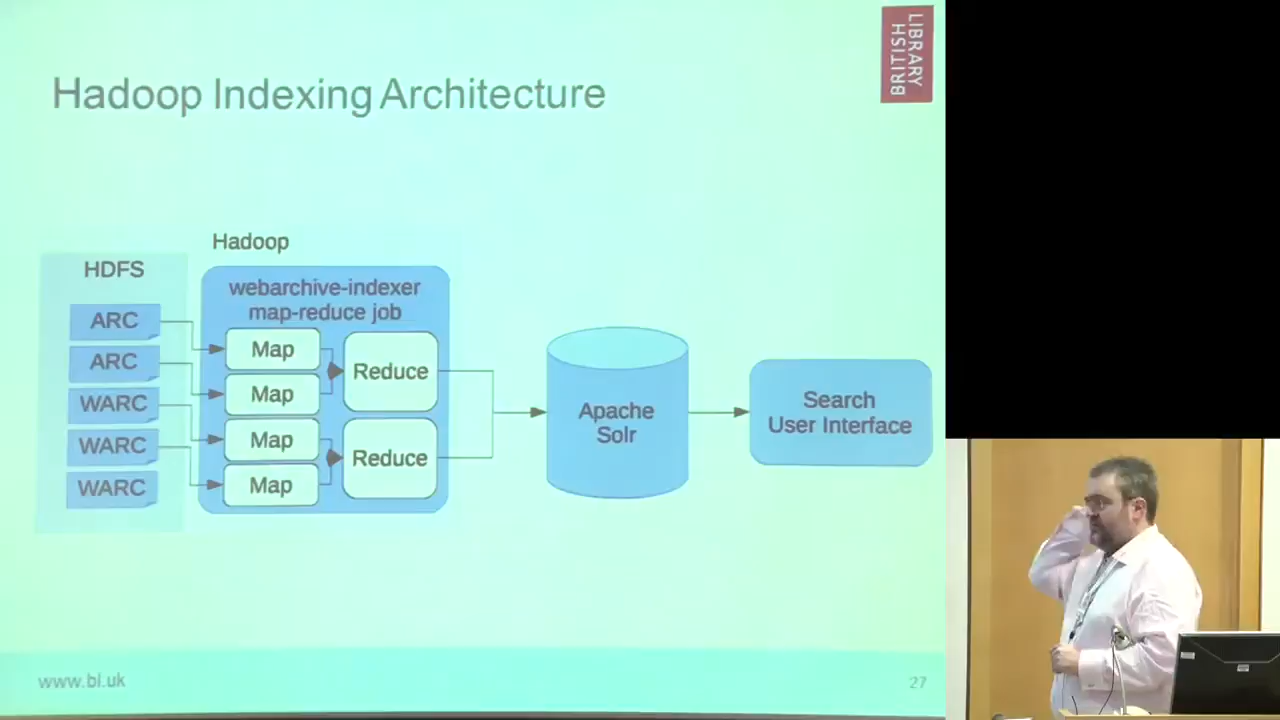 Hadoop Indexing Architecture
LIBRARY
BRITISH
Hadoop
HDFS
ARC
ARC
WARC
WARC
WARC
webarchive-indexer
map-reduce job
Map
Map
Map
Map
Reduce
Reduce
Apache
Solr
Search
User Interface
www.bl.uk
27